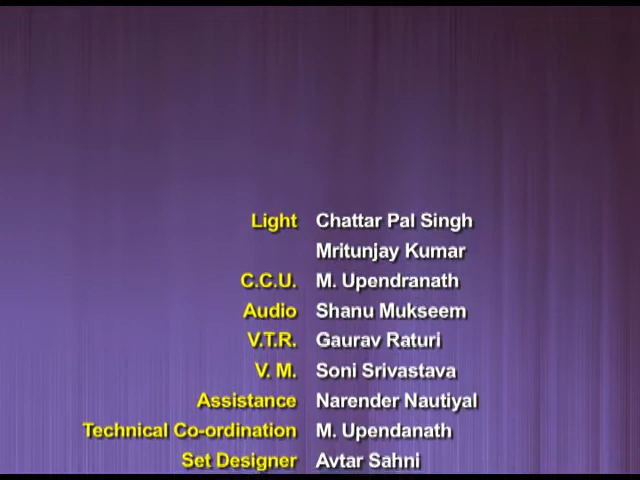 Light Chattar Pal Singh
Mritunjay Kumar
C.C.U. M. Upendranath
Audio Shanu Mukseem
V.T.R. Gaurav Raturi
V. M. Soni Srivastava
Assistance Narender Nautiyal
Technical Co-ordination M. Upendanath
Set Designer Avtar Sahni